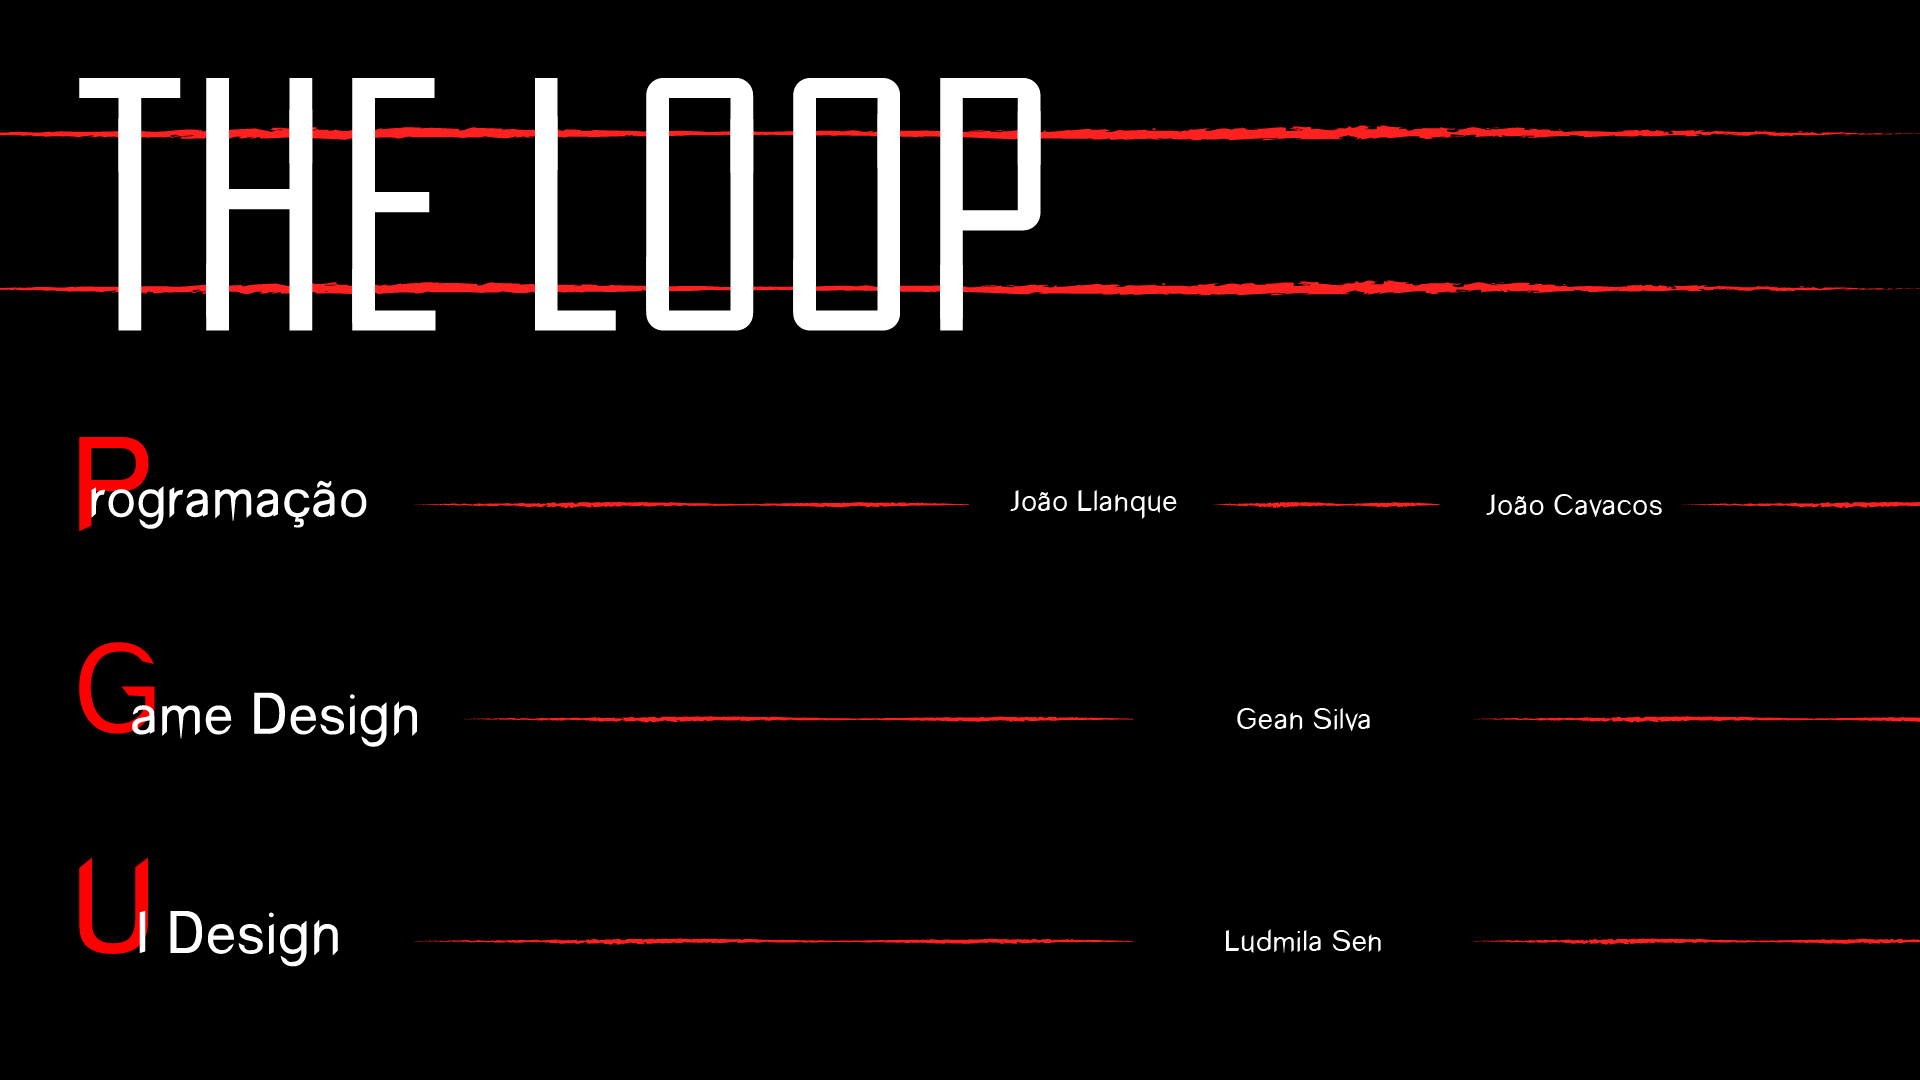 THE LOOP
Programação João Llanque João Cavacos
Game Design Gean Silva
UI Design Ludmila Sen